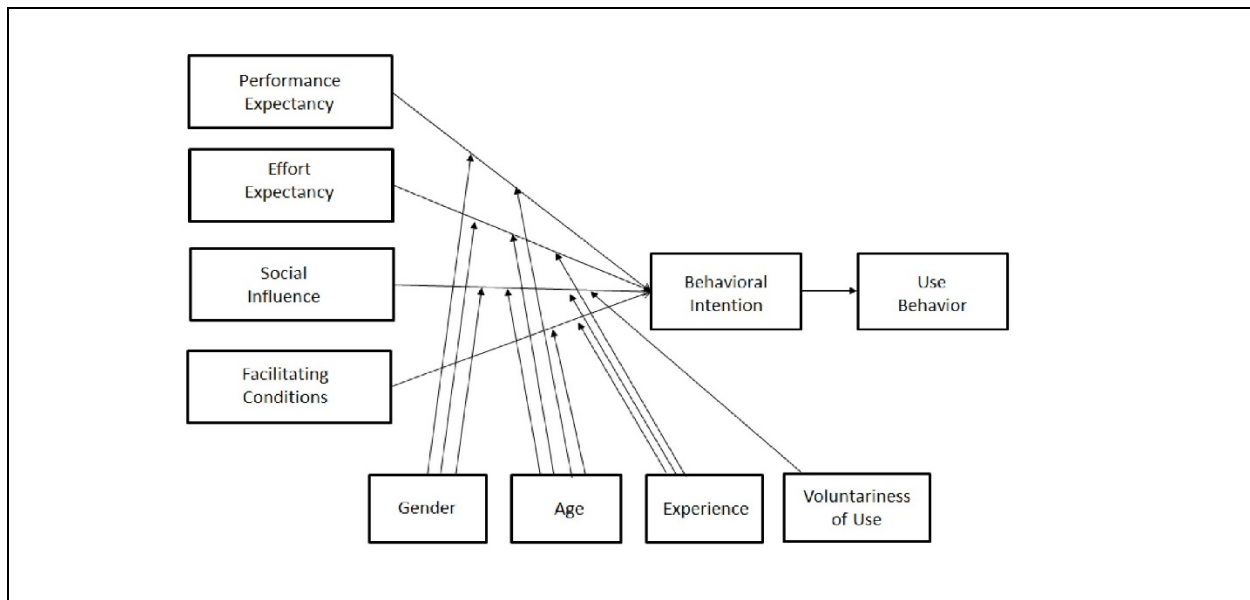 Performance
Expectancy
Effort
Expectancy
Social
Influence
Facilitating
Conditions
Behavioral
Intention
Use
Behavior
Gender
Age
Experience
Voluntariness
of Use